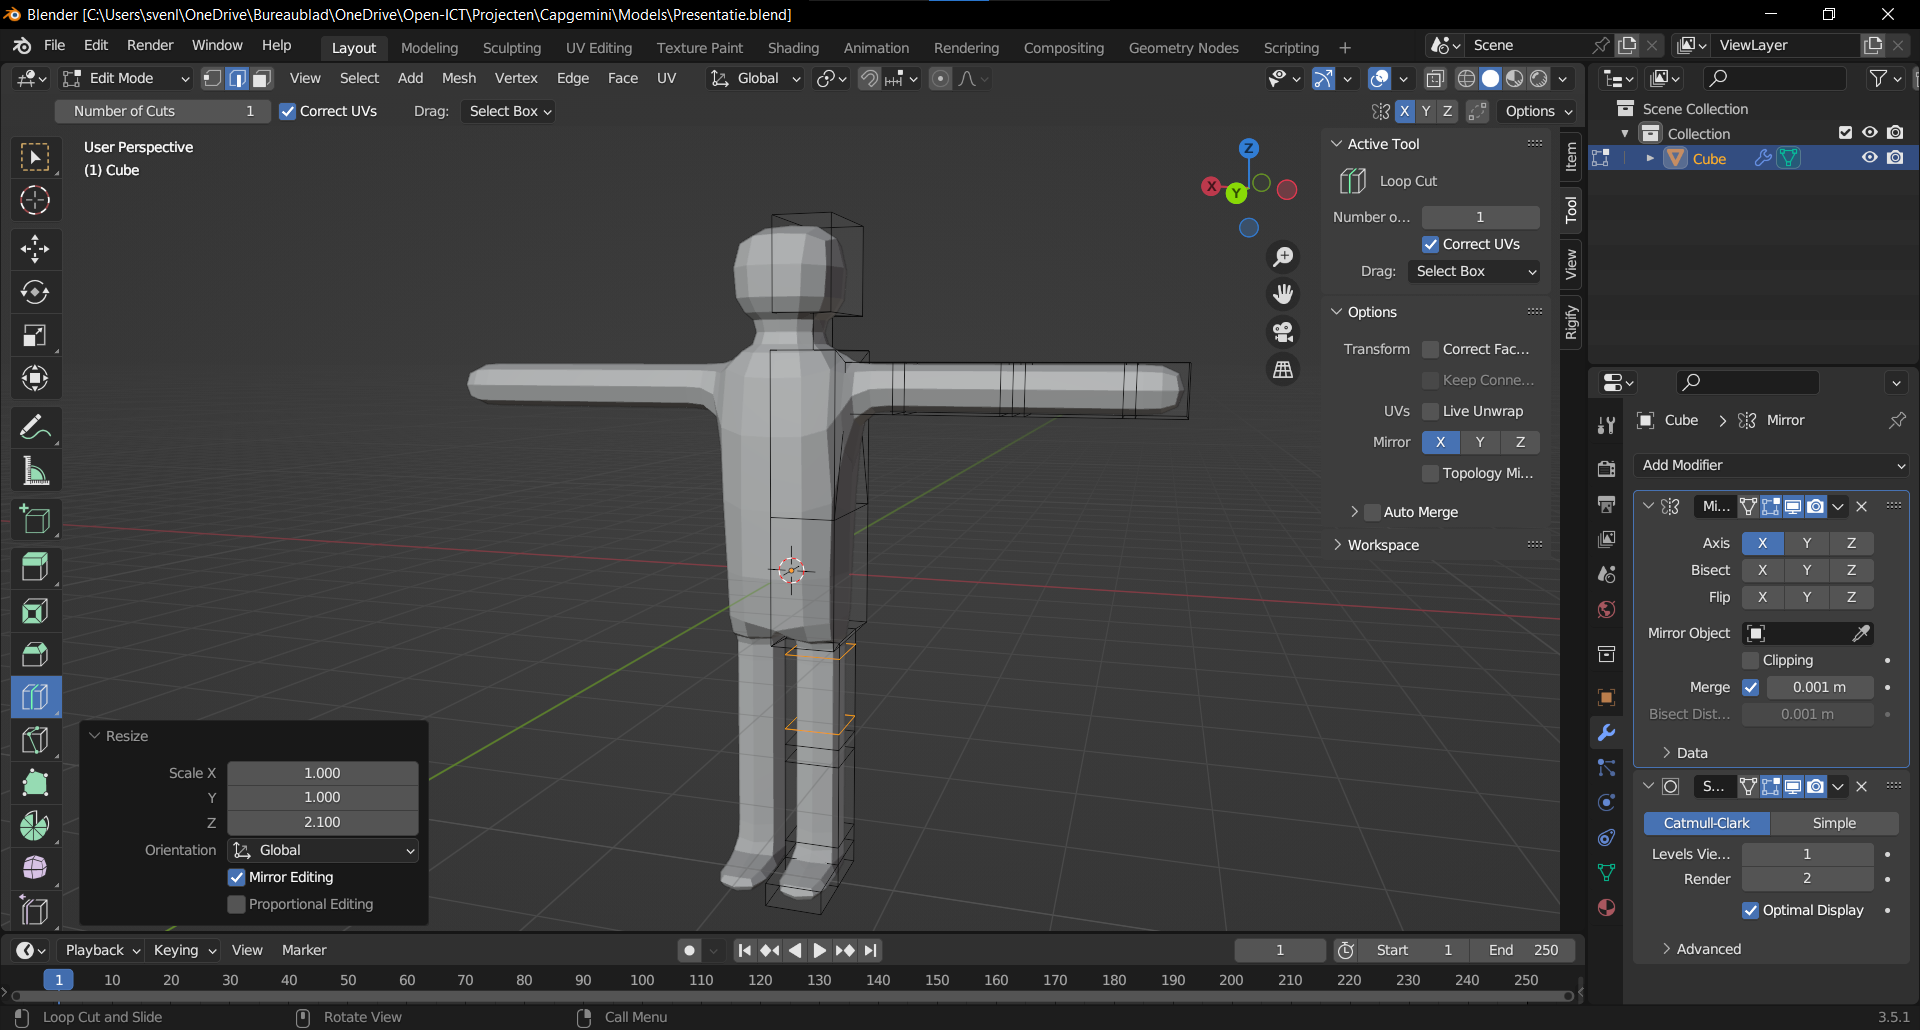 Blender [C:\Users\svenl\OneDrive\Bureaublad\OneDrive\Open-ICT\Projecten\Capgemini\Models\Presentatie.blend]
File Edit Render Window Help
Layout Modeling Sculpting UV Editing Texture Paint Shading Animation Rendering Compositing Geometry Nodes Scripting +
Scene
ViewLayer
Edit Mode
View Select Add Mesh Vertex Edge Face UV
Global
Number of Cuts 1
Correct UVs
Drag: Select Box
X Y Z
Options
User Perspective
(1) Cube
Z
X
Y
Active Tool
Loop Cut
Number o... 1
Correct UVs
Drag: Select Box
Options
Transform Correct Fac...
Keep Conne...
UVs Live Unwrap
Mirror X Y Z
Topology Mi...
Auto Merge
Workspace
Item
Tool
View
Rigify
Scene Collection
Collection
Cube
Cube > Mirror
Add Modifier
Mi...
Axis X Y Z
Bisect X Y Z
Flip X Y Z
Mirror Object
Clipping
Merge 0.001 m
Bisect Dist... 0.001 m
Data
S...
Catmull-Clark Simple
Levels Vie... 1
Render 2
Optimal Display
Advanced
Resize
Scale X 1.000
Y 1.000
Z 2.100
Orientation Global
Mirror Editing
Proportional Editing
Playback Keying View Marker
1
Start 1
End 250
1 10 20 30 40 50 60 70 80 90 100 110 120 130 140 150 160 170 180 190 200 210 220 230 240 250
Loop Cut and Slide
Rotate View
Call Menu
3.5.1